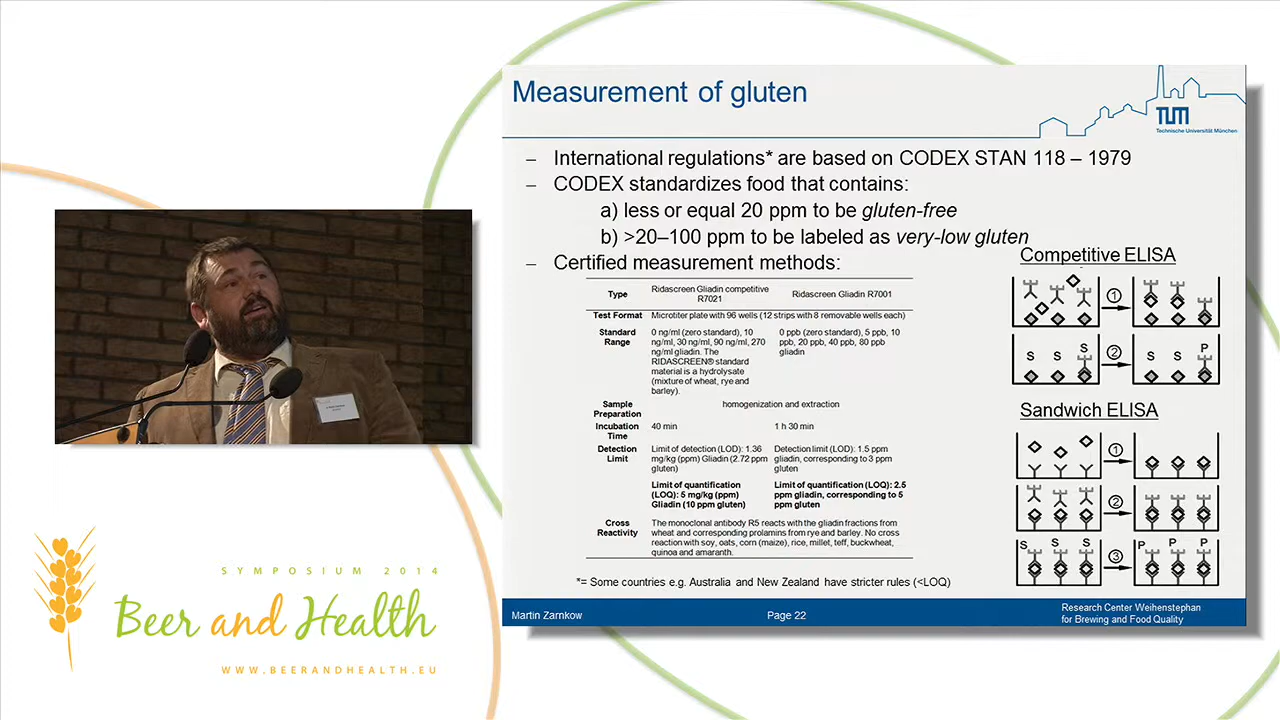 Measurement of gluten
TUM
Technische Universität München
– International regulations* are based on CODEX STAN 118 – 1979
– CODEX standardizes food that contains:
a) less or equal 20 ppm to be gluten-free
b) >20–100 ppm to be labeled as very-low gluten
– Certified measurement methods:
Type
Ridascreen Gliadin competitive
R7021
Ridascreen Gliadin R7001
Test Format
Microtiter plate with 96 wells (12 strips with 8 removable wells each)
Standard
Range
0 ng/ml (zero standard), 10
ng/ml, 30 ng/ml, 90 ng/ml, 270
ng/ml gliadin. The
RIDASCREEN® standard
material is a hydrolysate
(mixture of wheat, rye and
barley).
0 ppb (zero standard), 5 ppb, 10
ppb, 20 ppb, 40 ppb, 80 ppb
gliadin
Sample
Preparation
homogenization and extraction
Incubation
Time
40 min
1 h 30 min
Detection
Limit
Limit of detection (LOD): 1.36
mg/kg (ppm) Gliadin (2.72 ppm
gluten)
Limit of quantification
(LOQ): 5 mg/kg (ppm)
Gliadin (10 ppm gluten)
Detection limit (LOD): 1.5 ppm
gliadin, corresponding to 3 ppm
gluten
Limit of quantification (LOQ): 2.5
ppm gliadin, corresponding to 5
ppm gluten
Cross
Reactivity
The monoclonal antibody R5 reacts with the gliadin fractions from
wheat and corresponding prolamins from rye and barley. No cross
reaction with soy, oats, corn (maize), rice, millet, teff, buckwheat,
quinoa and amaranth.
Competitive ELISA
1
S S S 2 S S P
Sandwich ELISA
1
2
S S S 3 P P P
*= Some countries e.g. Australia and New Zealand have stricter rules (<LOQ)
Martin Zarnkow
Page 22
Research Center Weihenstephan
for Brewing and Food Quality
SYMPOSIUM 2014
Beer and Health
WWW.BEERANDHEALTH.EU